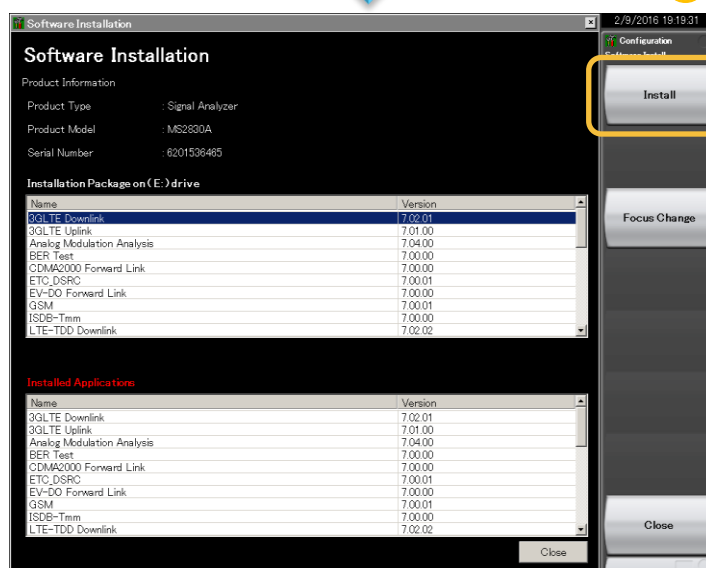 Software Installation
2/9/2016 19:19:31
Configuration
Software Install
Software Installation
Product Information
Install
Product Type : Signal Analyzer
Product Model : MS2830A
Serial Number : 6201536465
Installation Package on (E:) drive
Name Version
3GLTE Downlink 7.02.01
Focus Change
3GLTE Uplink 7.01.00
Analog Modulation Analysis 7.04.00
BER Test 7.00.00
CDMA2000 Forward Link 7.00.00
ETC_DSRC 7.00.01
EV-DO Forward Link 7.00.00
GSM 7.00.01
ISDB-Tmm 7.00.00
LTE-TDD Downlink 7.02.02
Installed Applications
Name Version
3GLTE Downlink 7.02.01
3GLTE Uplink 7.01.00
Analog Modulation Analysis 7.04.00
BER Test 7.00.00
CDMA2000 Forward Link 7.00.00
ETC_DSRC 7.00.01
EV-DO Forward Link 7.00.00
GSM 7.00.01
ISDB-Tmm 7.00.00
LTE-TDD Downlink 7.02.02
Close
Close